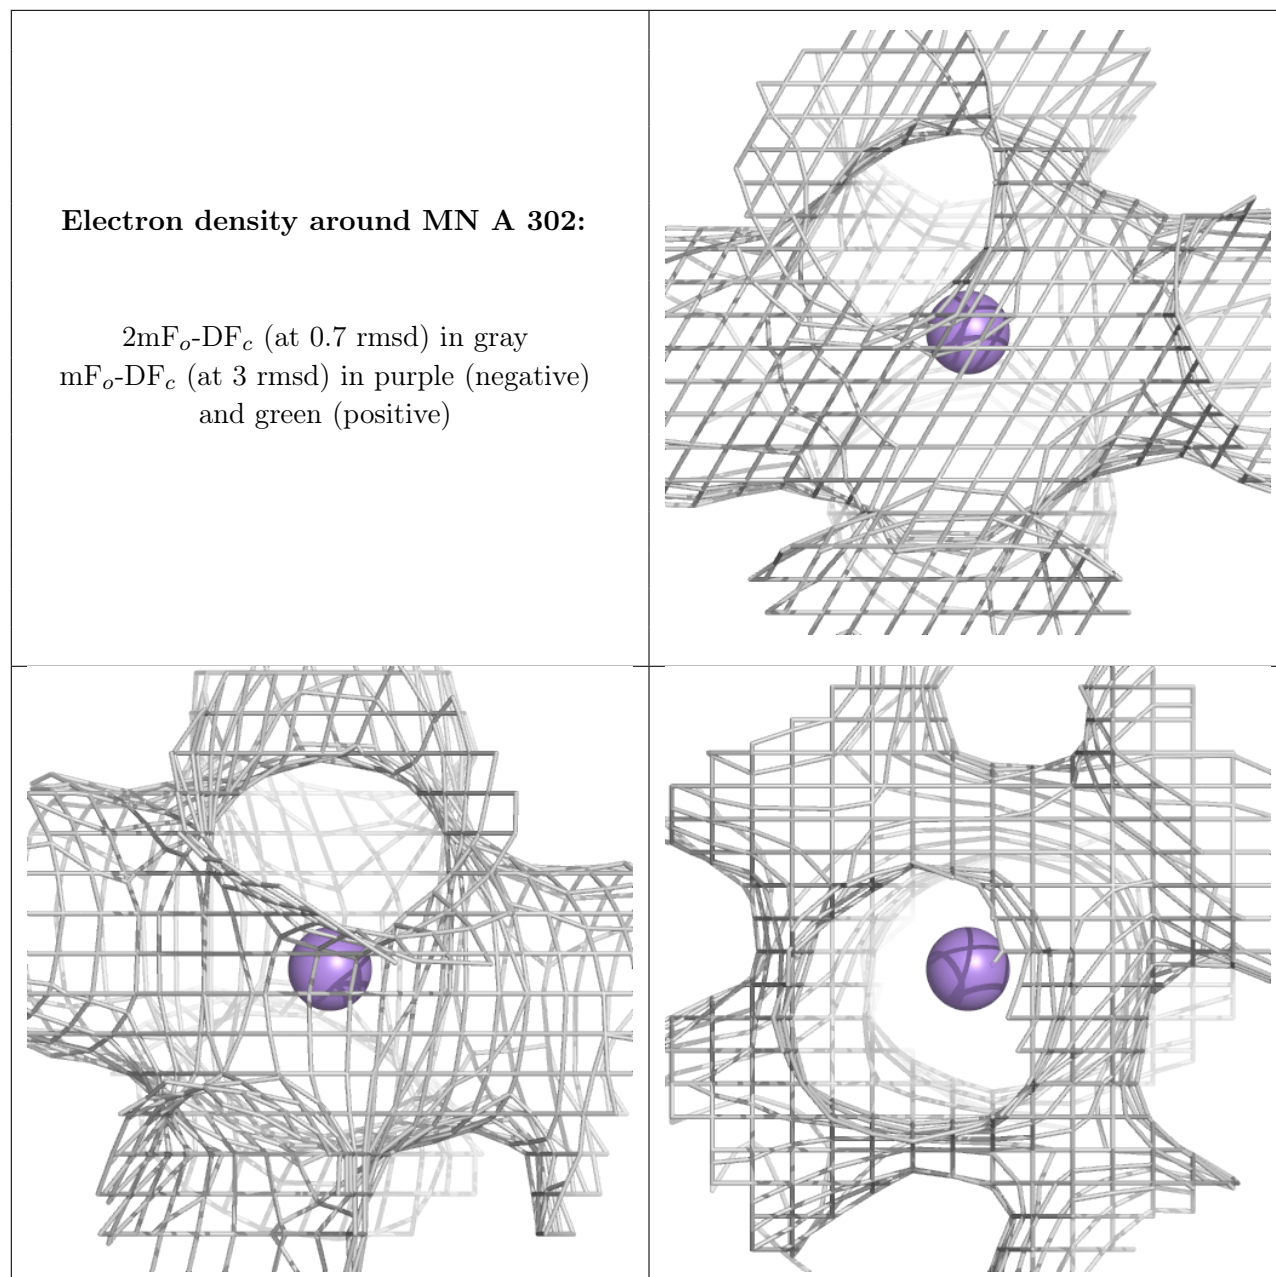 Electron density around MN A 302:
2mFo-DFc (at 0.7 rmsd) in gray
mFo-DFc (at 3 rmsd) in purple (negative)
and green (positive)